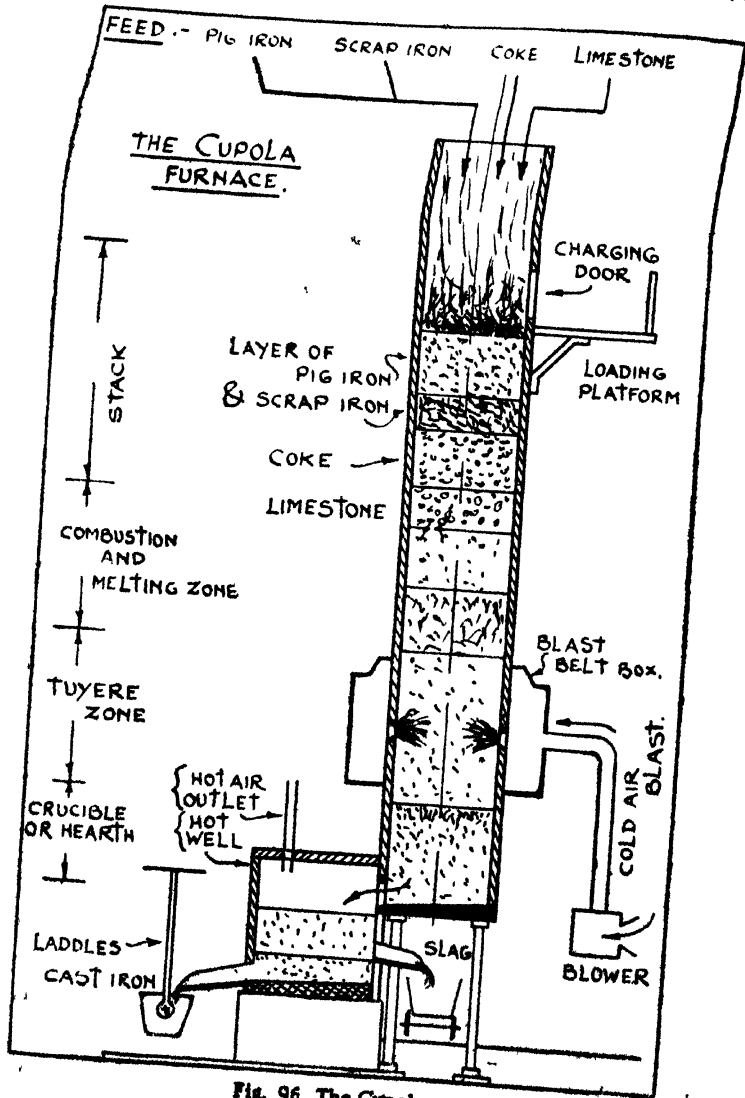 FEED.- PIG IRON SCRAP IRON COKE LIMESTONE
THE CUPOLA
FURNACE.
CHARGING
DOOR
LAYER OF
PIG IRON
& SCRAP IRON
LOADING
PLATFORM
STACK
COKE
LIMESTONE
COMBUSTION
AND
MELTING ZONE
BLAST
BELT BOX.
TUYERE
ZONE
COLD AIR BLAST.
HOT AIR
OUTLET
HOT
WELL
CRUCIBLE
OR HEARTH
LADDLES
CAST IRON
SLAG
BLOWER
Fig. 96 The